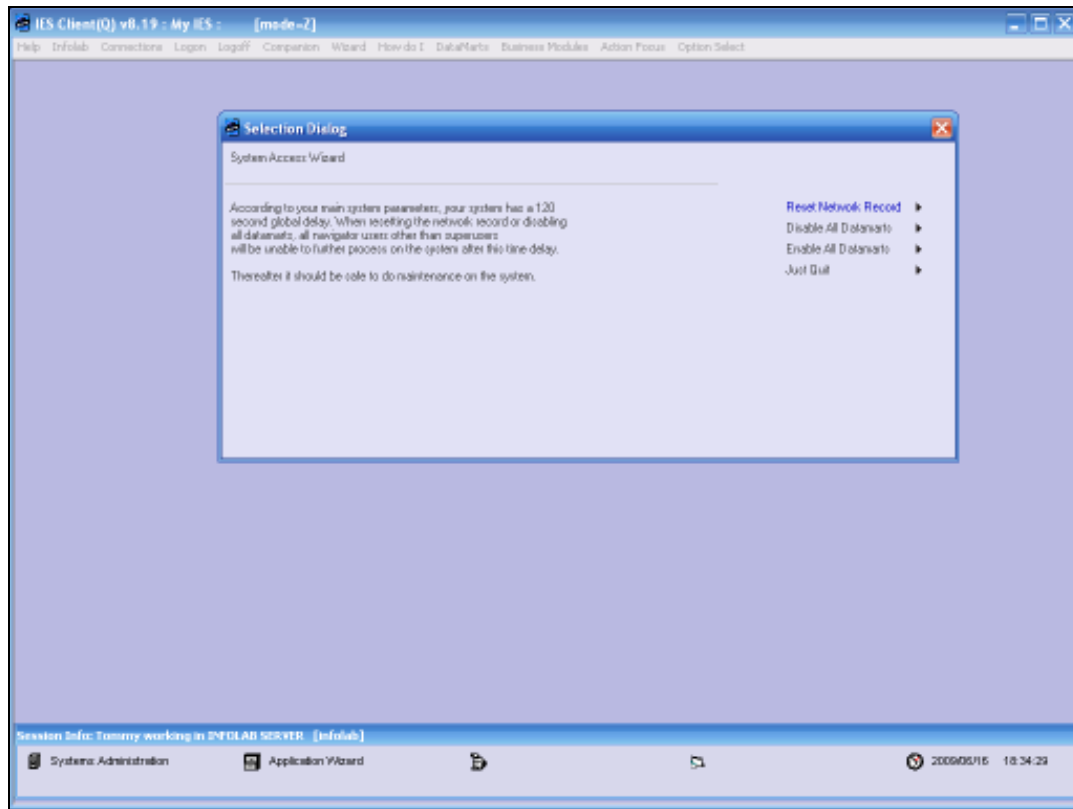 IES Client(Q) v8.19 : My IES : [mode=Z]
Help Infolab Connections Logon Logoff Companion Wizard How do I DataMarts Business Modules Action Focus Option Select
Selection Dialog
System Access Wizard
According to your main system parameters, your system has a 120
second global delay. When resetting the network record or disabling
all datamarts, all navigator users other than superusers
will be unable to further process on the system after this time delay.
Thereafter it should be safe to do maintenance on the system.
Reset Network Record
Disable All Datamarts
Enable All Datamarts
Just Quit
Session Info: Tommy working in INFOLAB SERVER [infolab]
Systems Administration Application Wizard 2009/06/16 18:34:29